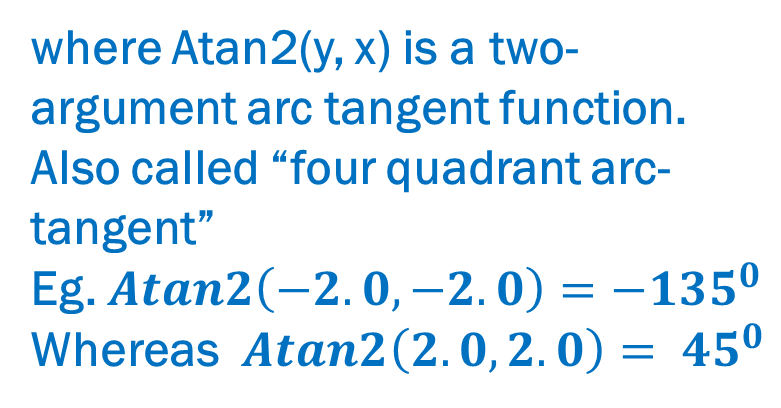 where Atan2(y, x) is a two-
argument arc tangent function.
Also called “four quadrant arc-
tangent”
Eg. Atan2(−2.0,−2.0) = −135⁰
Whereas Atan2(2.0,2.0) = 45⁰